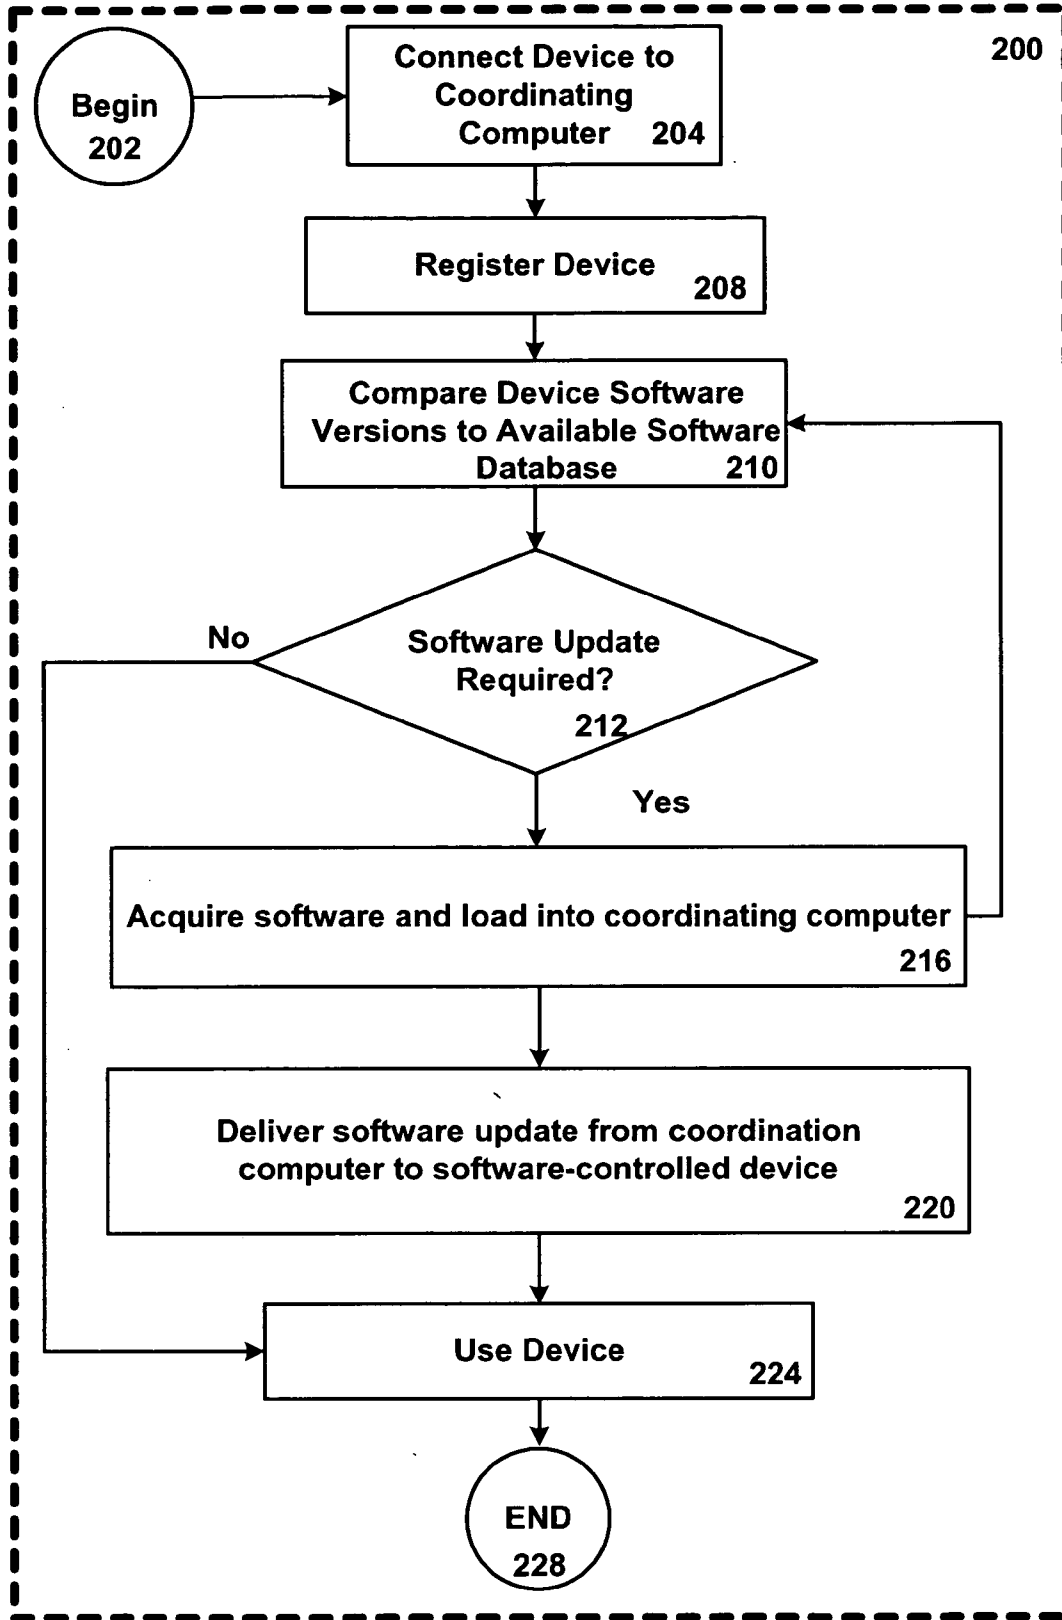 200
Begin
202
Connect Device to
Coordinating
Computer 204
Register Device
208
Compare Device Software
Versions to Available Software
Database 210
No
Software Update
Required?
212
Yes
Acquire software and load into coordinating computer
216
Deliver software update from coordination
computer to software-controlled device
220
Use Device
224
END
228